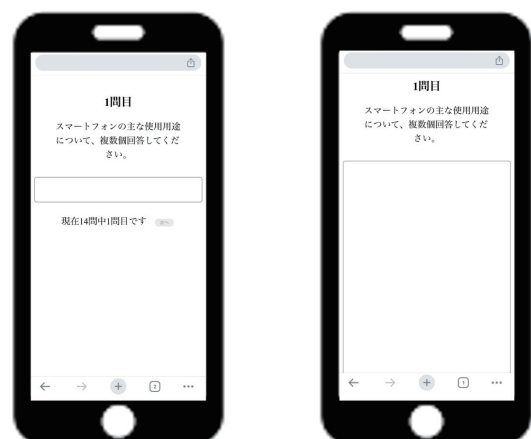 1問目
スマートフォンの主な使用用途
について、複数個回答してくだ
さい。
現在14問中1問目です
2
1問目
スマートフォンの主な使用用途
について、複数個回答してくだ
さい。
1